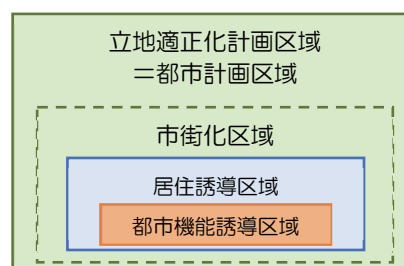 立地適正化計画区域
＝都市計画区域
市街化区域
居住誘導区域
都市機能誘導区域